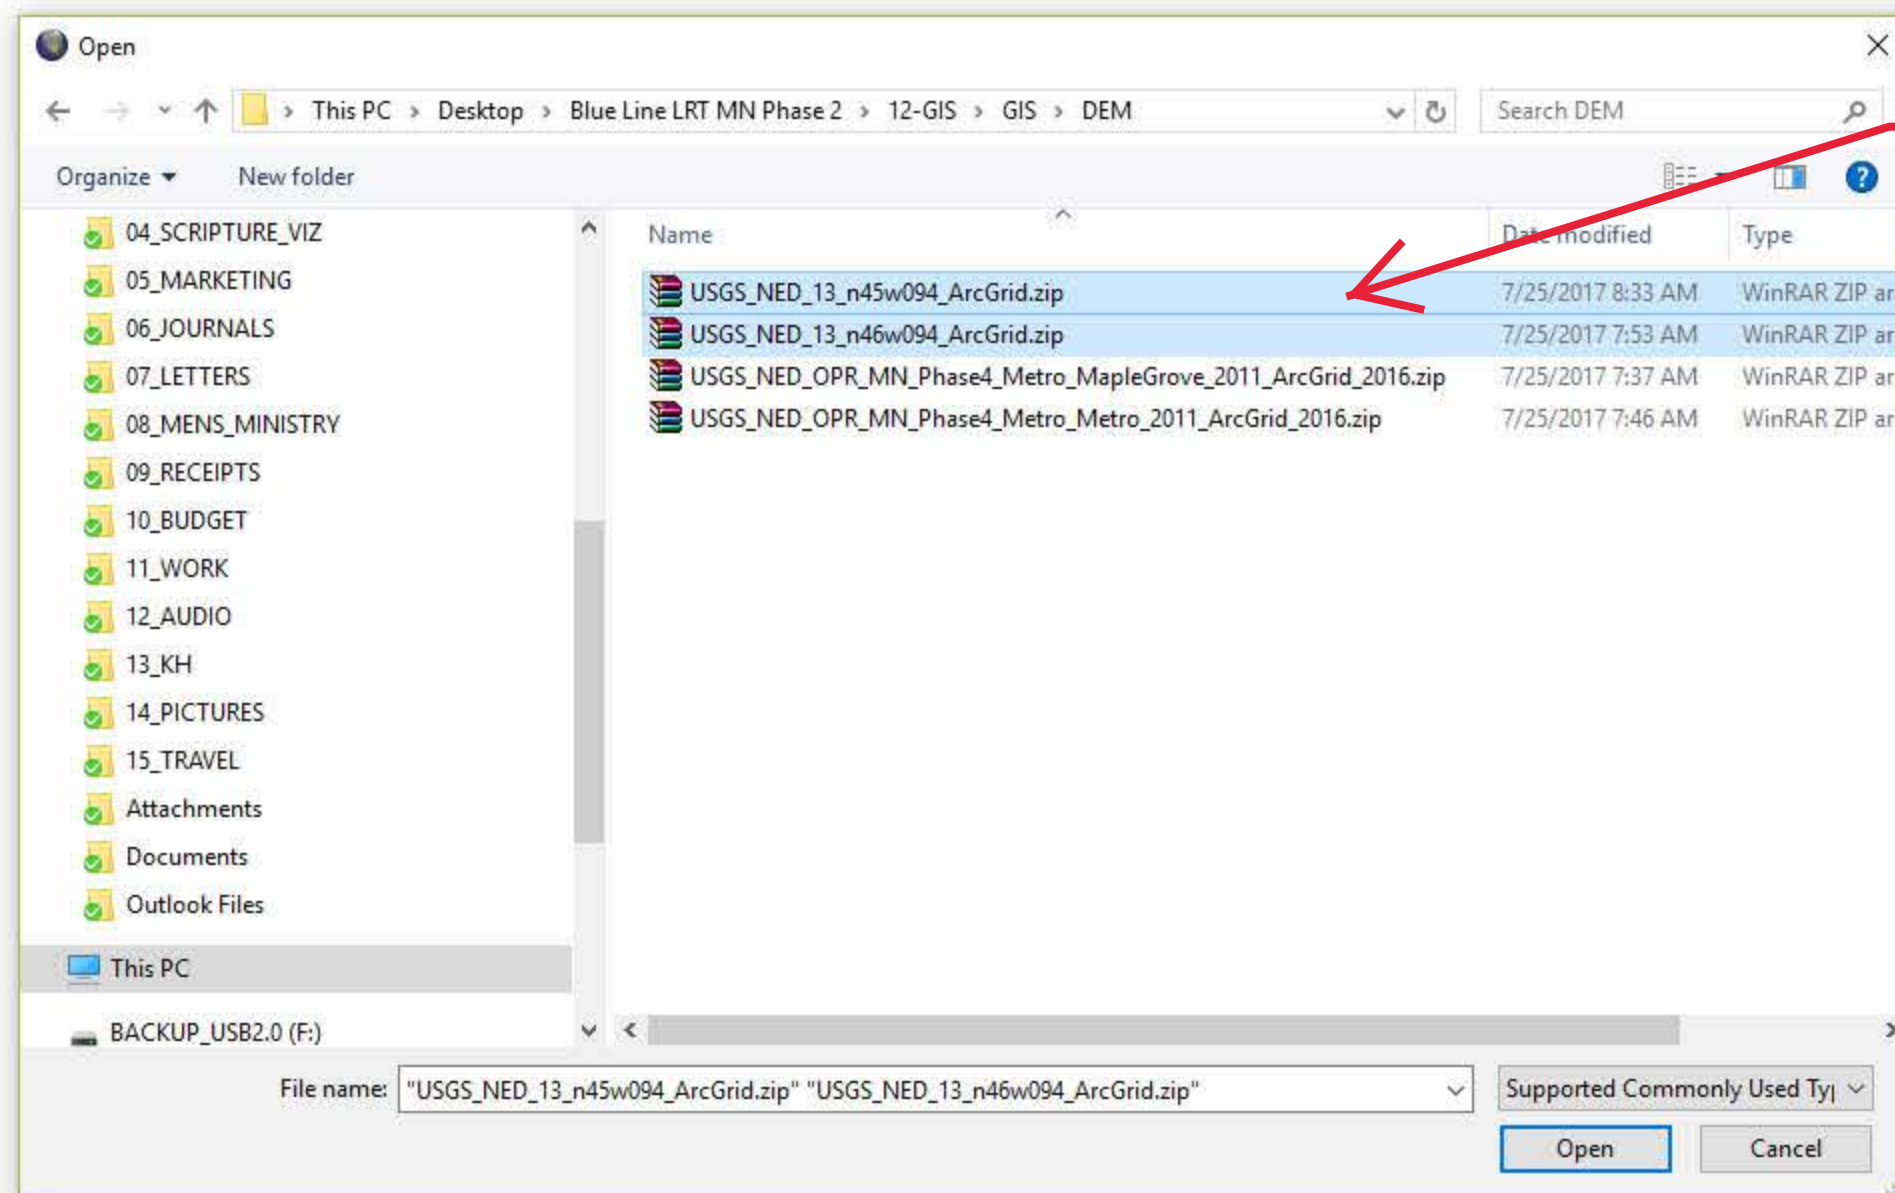 Open
This PC > Desktop > Blue Line LRT MN Phase 2 > 12-GIS > GIS > DEM
Search DEM
Organize
New folder
04_SCRIPTURE_VIZ
05_MARKETING
06_JOURNALS
07_LETTERS
08_MENS_MINISTRY
09_RECEIPTS
10_BUDGET
11_WORK
12_AUDIO
13_KH
14_PICTURES
15_TRAVEL
Attachments
Documents
Outlook Files
This PC
BACKUP_USB2.0 (F:)
Name Date modified Type
USGS_NED_13_n45w094_ArcGrid.zip 7/25/2017 8:33 AM WinRAR ZIP ar
USGS_NED_13_n46w094_ArcGrid.zip 7/25/2017 7:53 AM WinRAR ZIP ar
USGS_NED_OPR_MN_Phase4_Metro_MapleGrove_2011_ArcGrid_2016.zip 7/25/2017 7:37 AM WinRAR ZIP ar
USGS_NED_OPR_MN_Phase4_Metro_Metro_2011_ArcGrid_2016.zip 7/25/2017 7:46 AM WinRAR ZIP ar
File name: "USGS_NED_13_n45w094_ArcGrid.zip" "USGS_NED_13_n46w094_ArcGrid.zip"
Supported Commonly Used Ty
Open Cancel